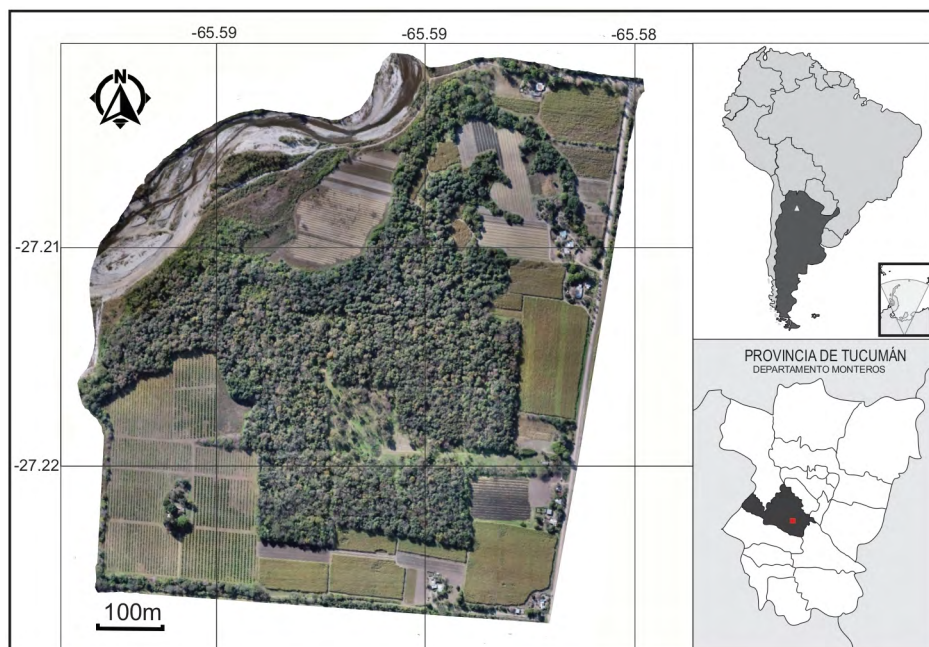 -65.59
-65.59
-65.58
N
-27.21
-27.22
100m
PROVINCIA DE TUCUMÁN
DEPARTAMENTO MONTEROS